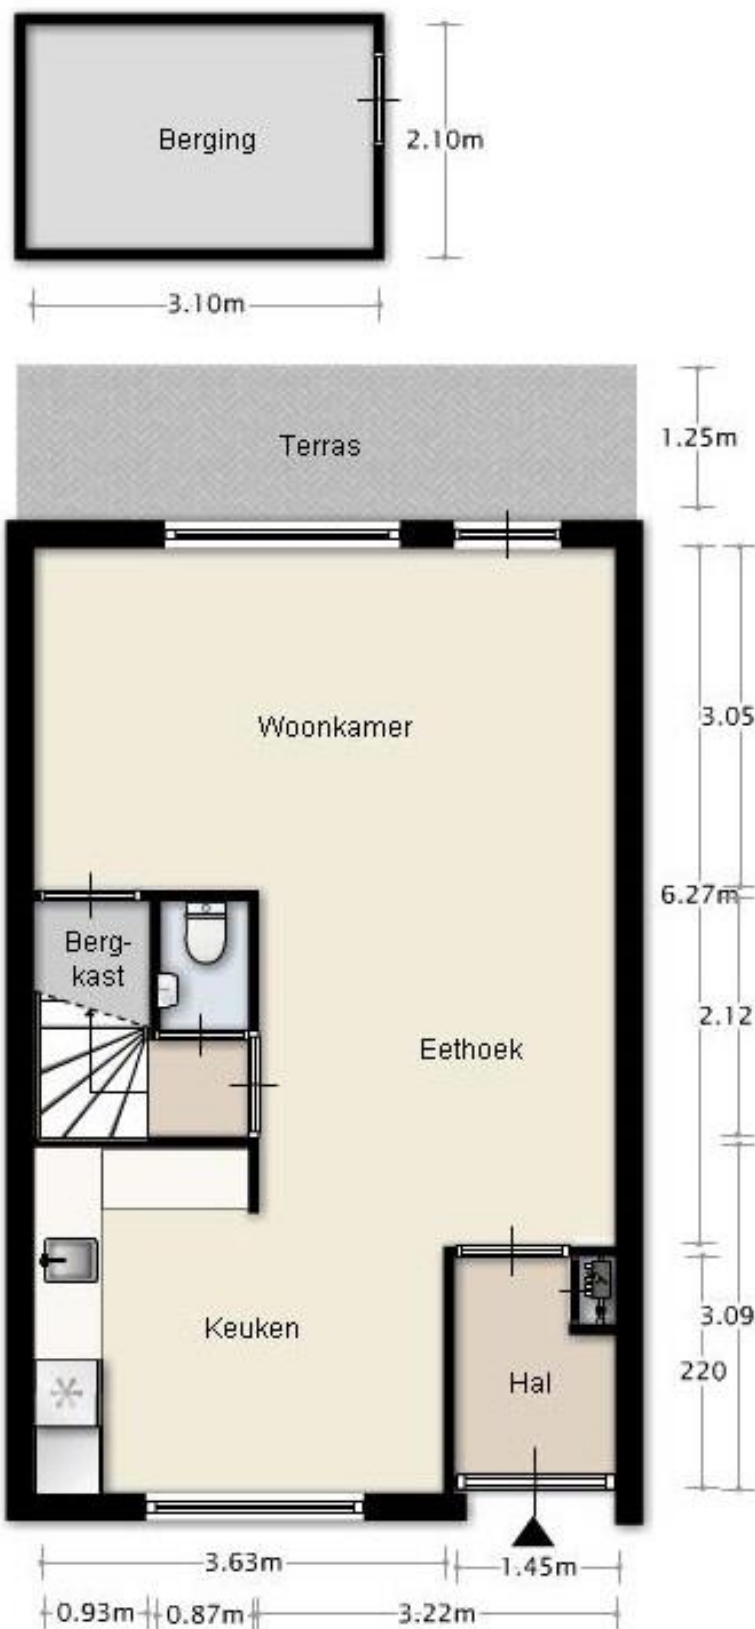 Berging
2.10m
3.10m
Terras
1.25m
Woonkamer
3.05
6.27m
Berg-
kast
2.12
Eethoek
Keuken
3.09
Hal
220
3.63m
1.45m
0.93m
0.87m
3.22m